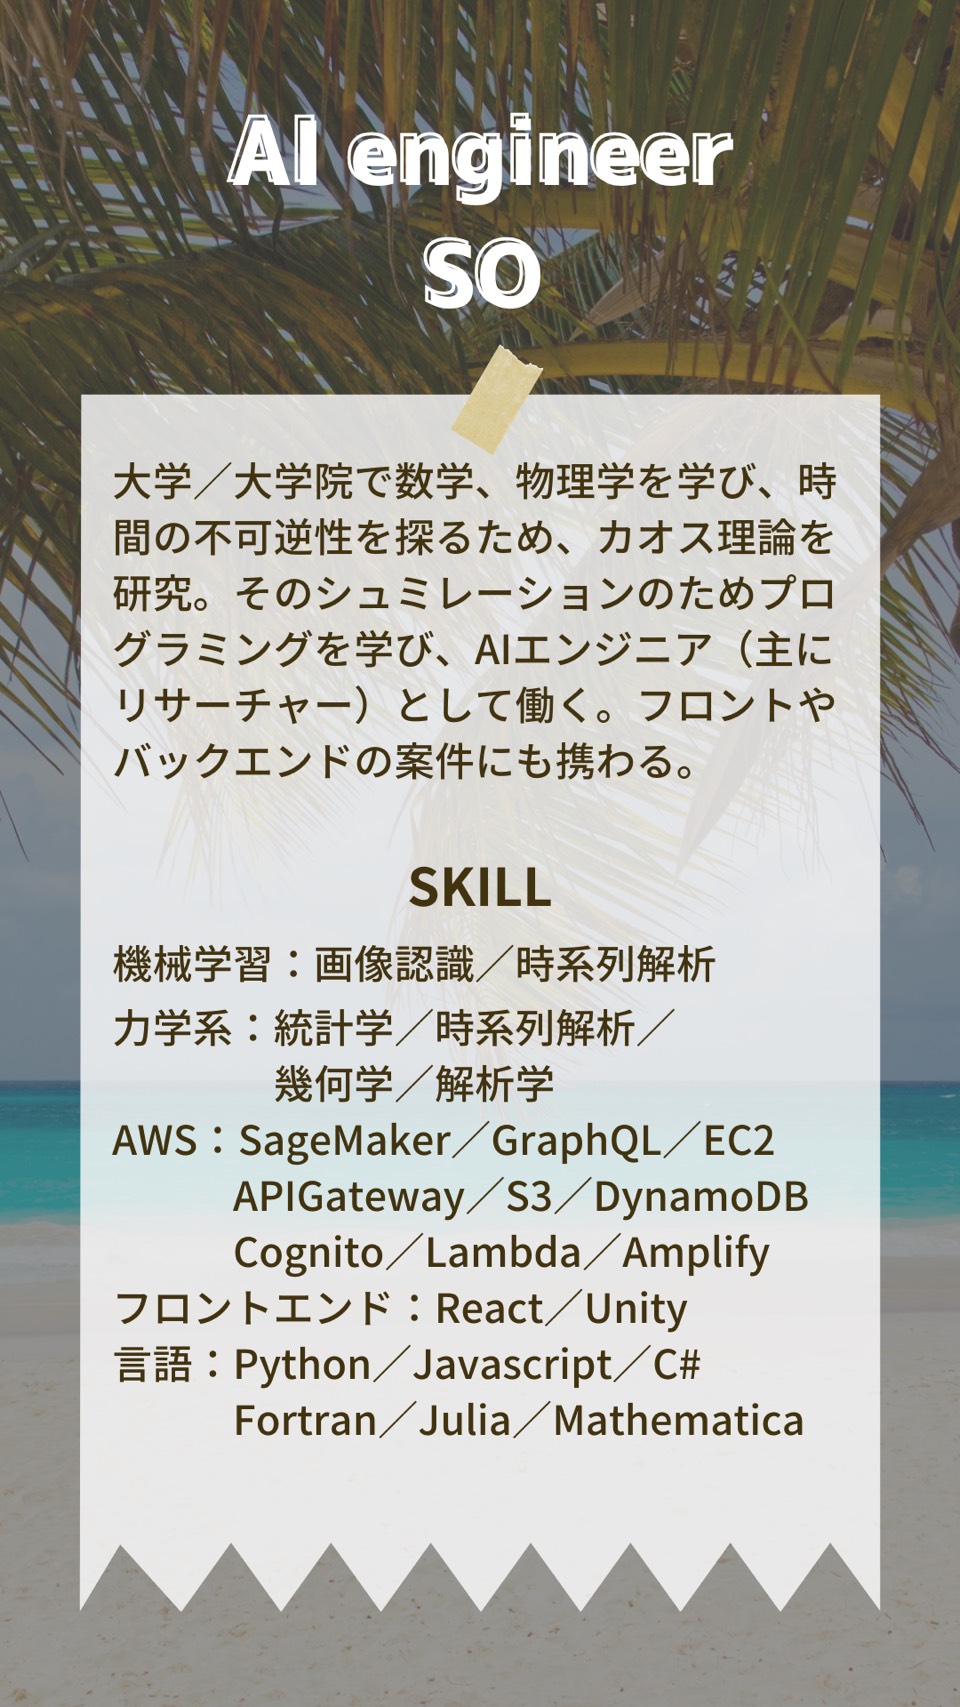 AI engineer
SO
大学／大学院で数学、物理学を学び、時
間の不可逆性を探るため、カオス理論を
研究。そのシュミレーションのためプロ
グラミングを学び、AIエンジニア（主に
リサーチャー）として働く。フロントや
バックエンドの案件にも携わる。
SKILL
機械学習：画像認識／時系列解析
力学系：統計学／時系列解析／
幾何学／解析学
AWS：SageMaker／GraphQL／EC2
APIGateway／S3／DynamoDB
Cognito／Lambda／Amplify
フロントエンド：React／Unity
言語：Python／Javascript／C#
Fortran／Julia／Mathematica